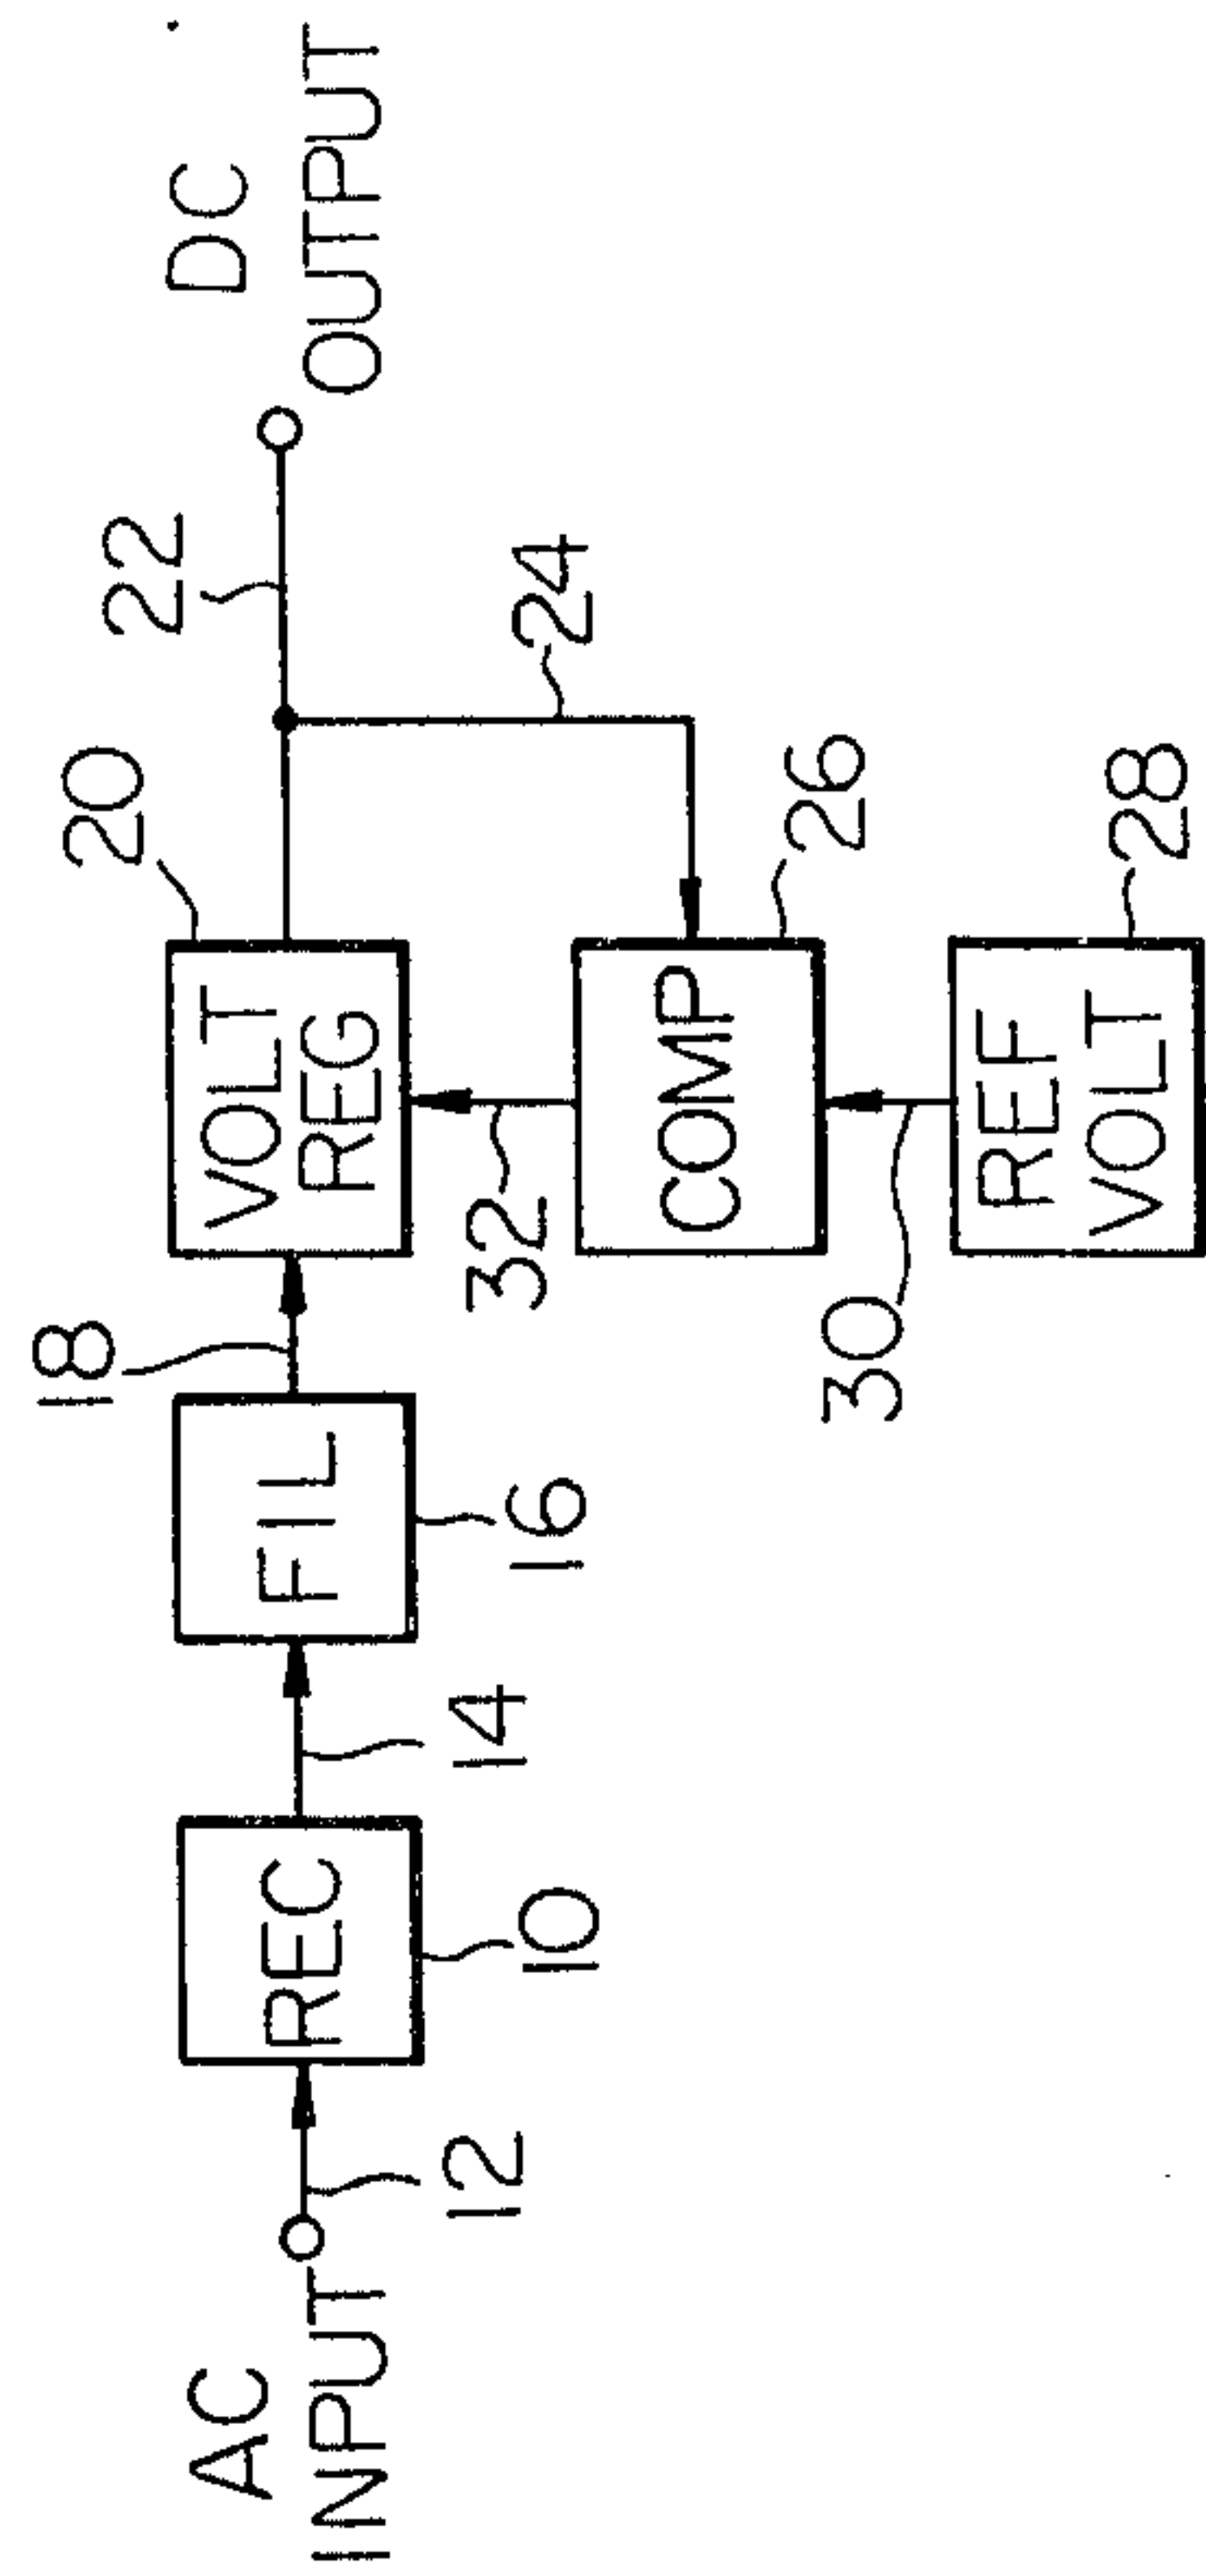 AC
INPUT
12
REC
10
14
FIL
16
18
VOLT
REG
20
22
DC
OUTPUT
24
32
COMP
26
30
REF
VOLT
28